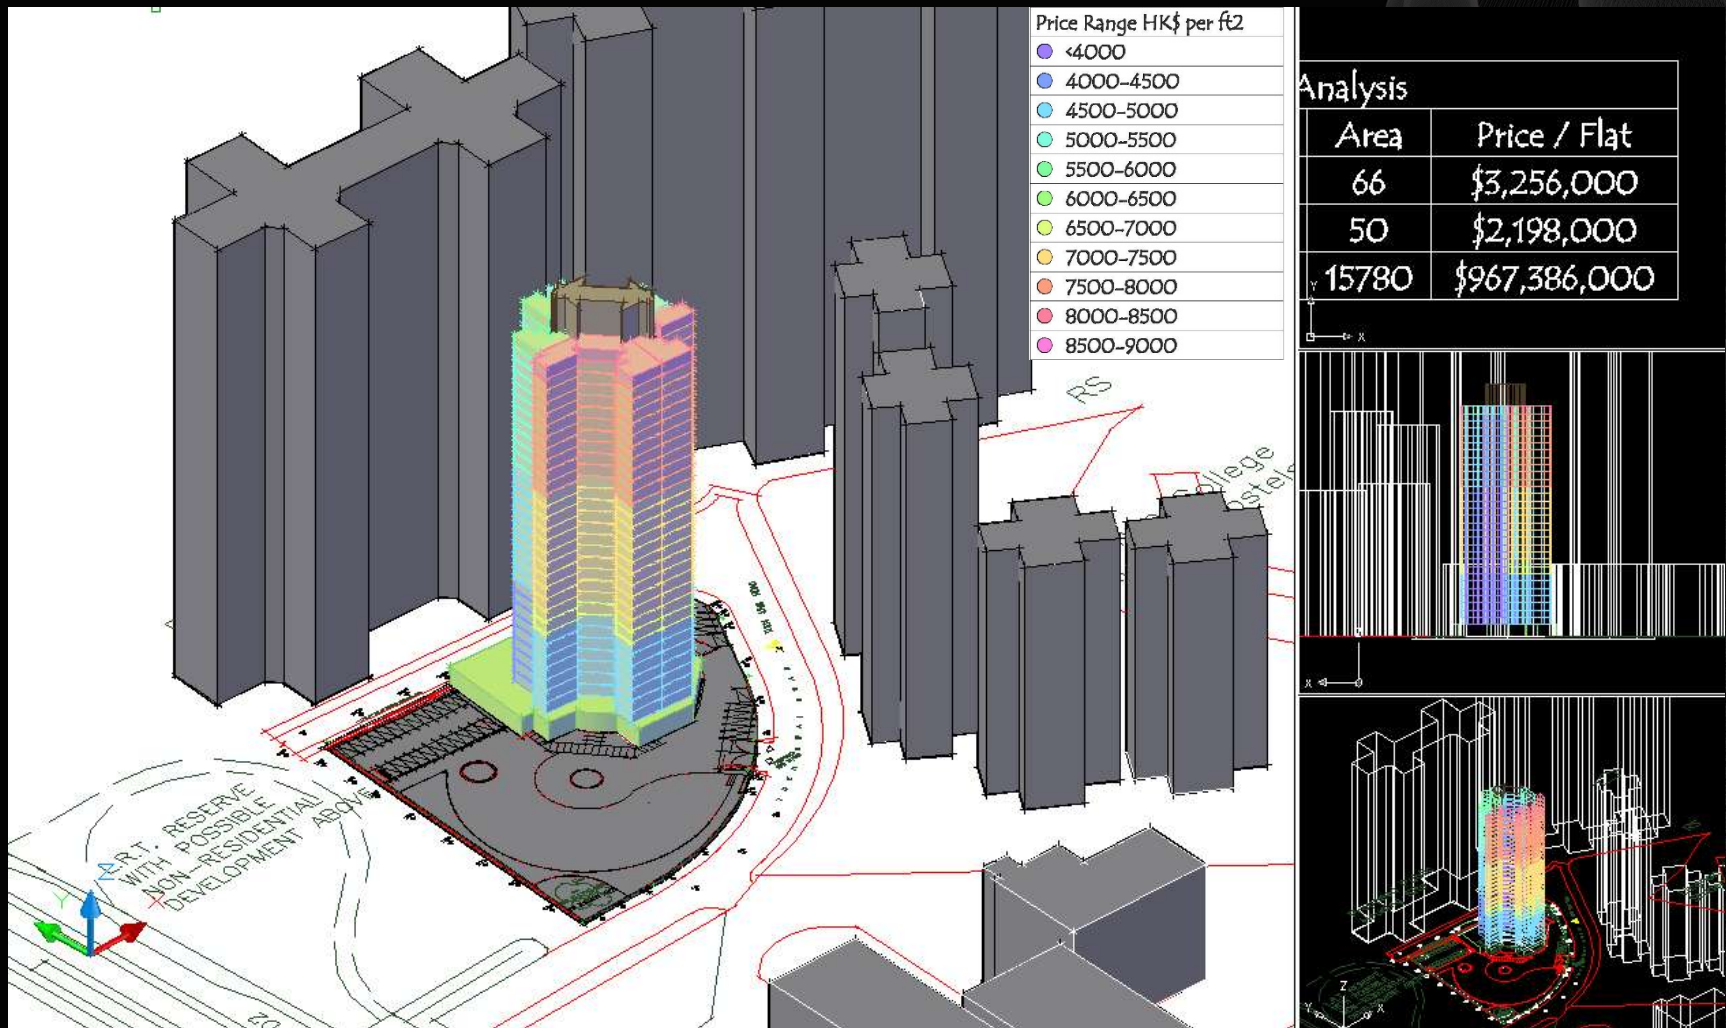 Price Range HK$ per ft2
<4000
4000-4500
4500-5000
5000-5500
5500-6000
6000-6500
6500-7000
7000-7500
7500-8000
8000-8500
8500-9000
Analysis
Area Price / Flat
66 $3,256,000
50 $2,198,000
15780 $967,386,000
Y
X
RS
RESERVE
WITH POSSIBLE
NON-RESIDENTIAL
DEVELOPMENT ABOVE
Z
Y
X
X
Z
Y
X